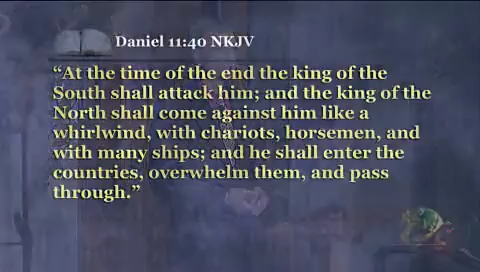 Daniel 11:40 NKJV
“At the time of the end the king of the
South shall attack him; and the king of the
North shall come against him like a
whirlwind, with chariots, horsemen, and
with many ships; and he shall enter the
countries, overwhelm them, and pass
through.”